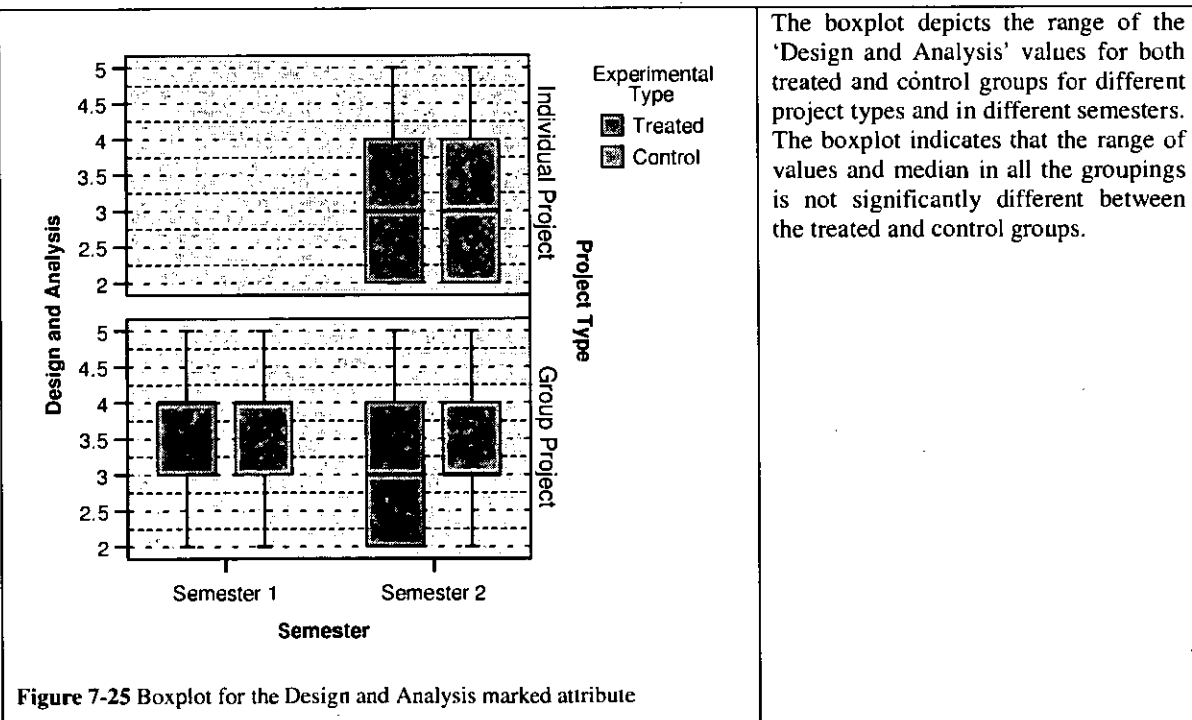 5
4.5
4
3.5
3
2.5
2
5
4.5
4
3.5
3
2.5
2
Design and Analysis
Individual Project
Group Project
Project Type
Experimental
Type
Treated
Control
Semester 1
Semester 2
Semester
Figure 7-25 Boxplot for the Design and Analysis marked attribute
The boxplot depicts the range of the
‘Design and Analysis’ values for both
treated and control groups for different
project types and in different semesters.
The boxplot indicates that the range of
values and median in all the groupings
is not significantly different between
the treated and control groups.